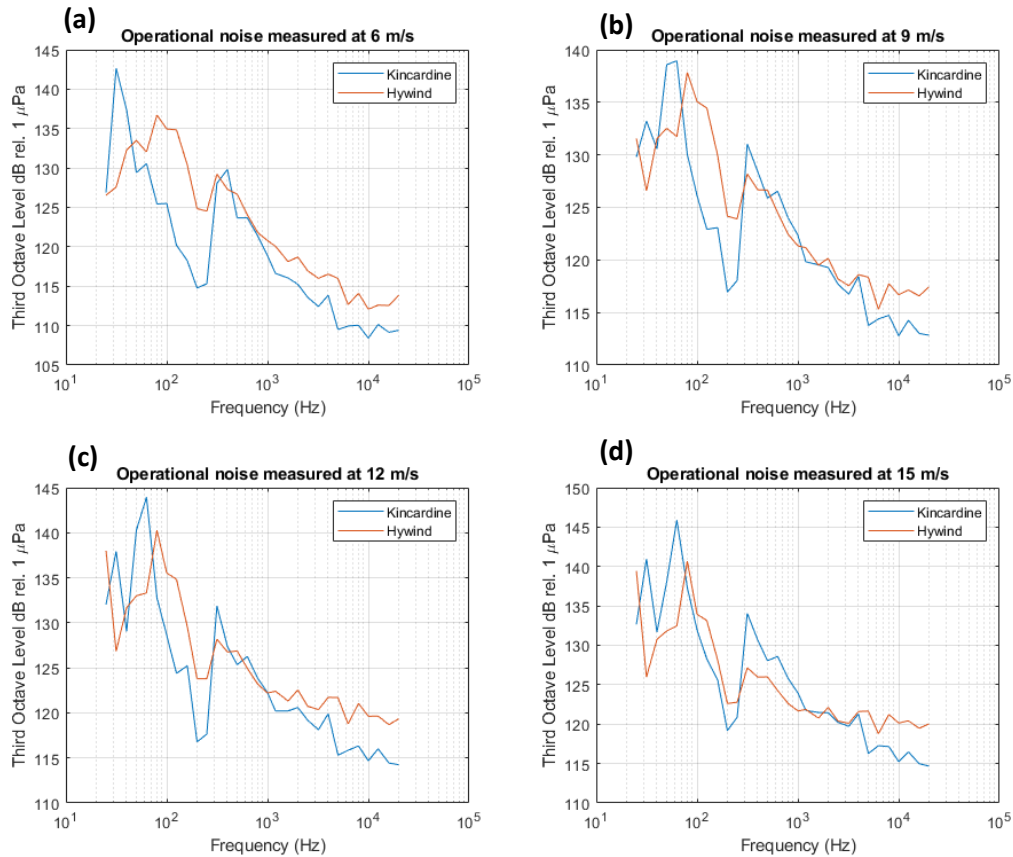 (a)
Operational noise measured at 6 m/s
Third Octave Level dB rel. 1 μPa
145
140
135
130
125
120
115
110
105
Kincardine
Hywind
10^1 10^2 10^3 10^4 10^5
Frequency (Hz)
(b)
Operational noise measured at 9 m/s
Third Octave Level dB rel. 1 μPa
140
135
130
125
120
115
110
Kincardine
Hywind
10^1 10^2 10^3 10^4 10^5
Frequency (Hz)
(c)
Operational noise measured at 12 m/s
Third Octave Level dB rel. 1 μPa
145
140
135
130
125
120
115
110
Kincardine
Hywind
10^1 10^2 10^3 10^4 10^5
Frequency (Hz)
(d)
Operational noise measured at 15 m/s
Third Octave Level dB rel. 1 μPa
150
145
140
135
130
125
120
115
110
Kincardine
Hywind
10^1 10^2 10^3 10^4 10^5
Frequency (Hz)